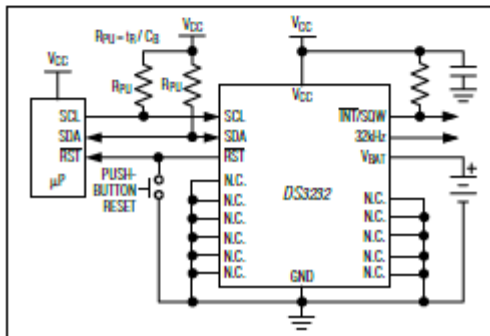 RPU = tR / CB
VCC
VCC
VCC
RPU
RPU
VCC
SCL
SDA
RST
µP
SCL
SDA
RST
INT/SQW
32kHz
VBAT
PUSH-
BUTTON
RESET
DS3232
N.C.
N.C.
N.C.
N.C.
N.C.
N.C.
N.C.
N.C.
N.C.
N.C.
N.C.
GND